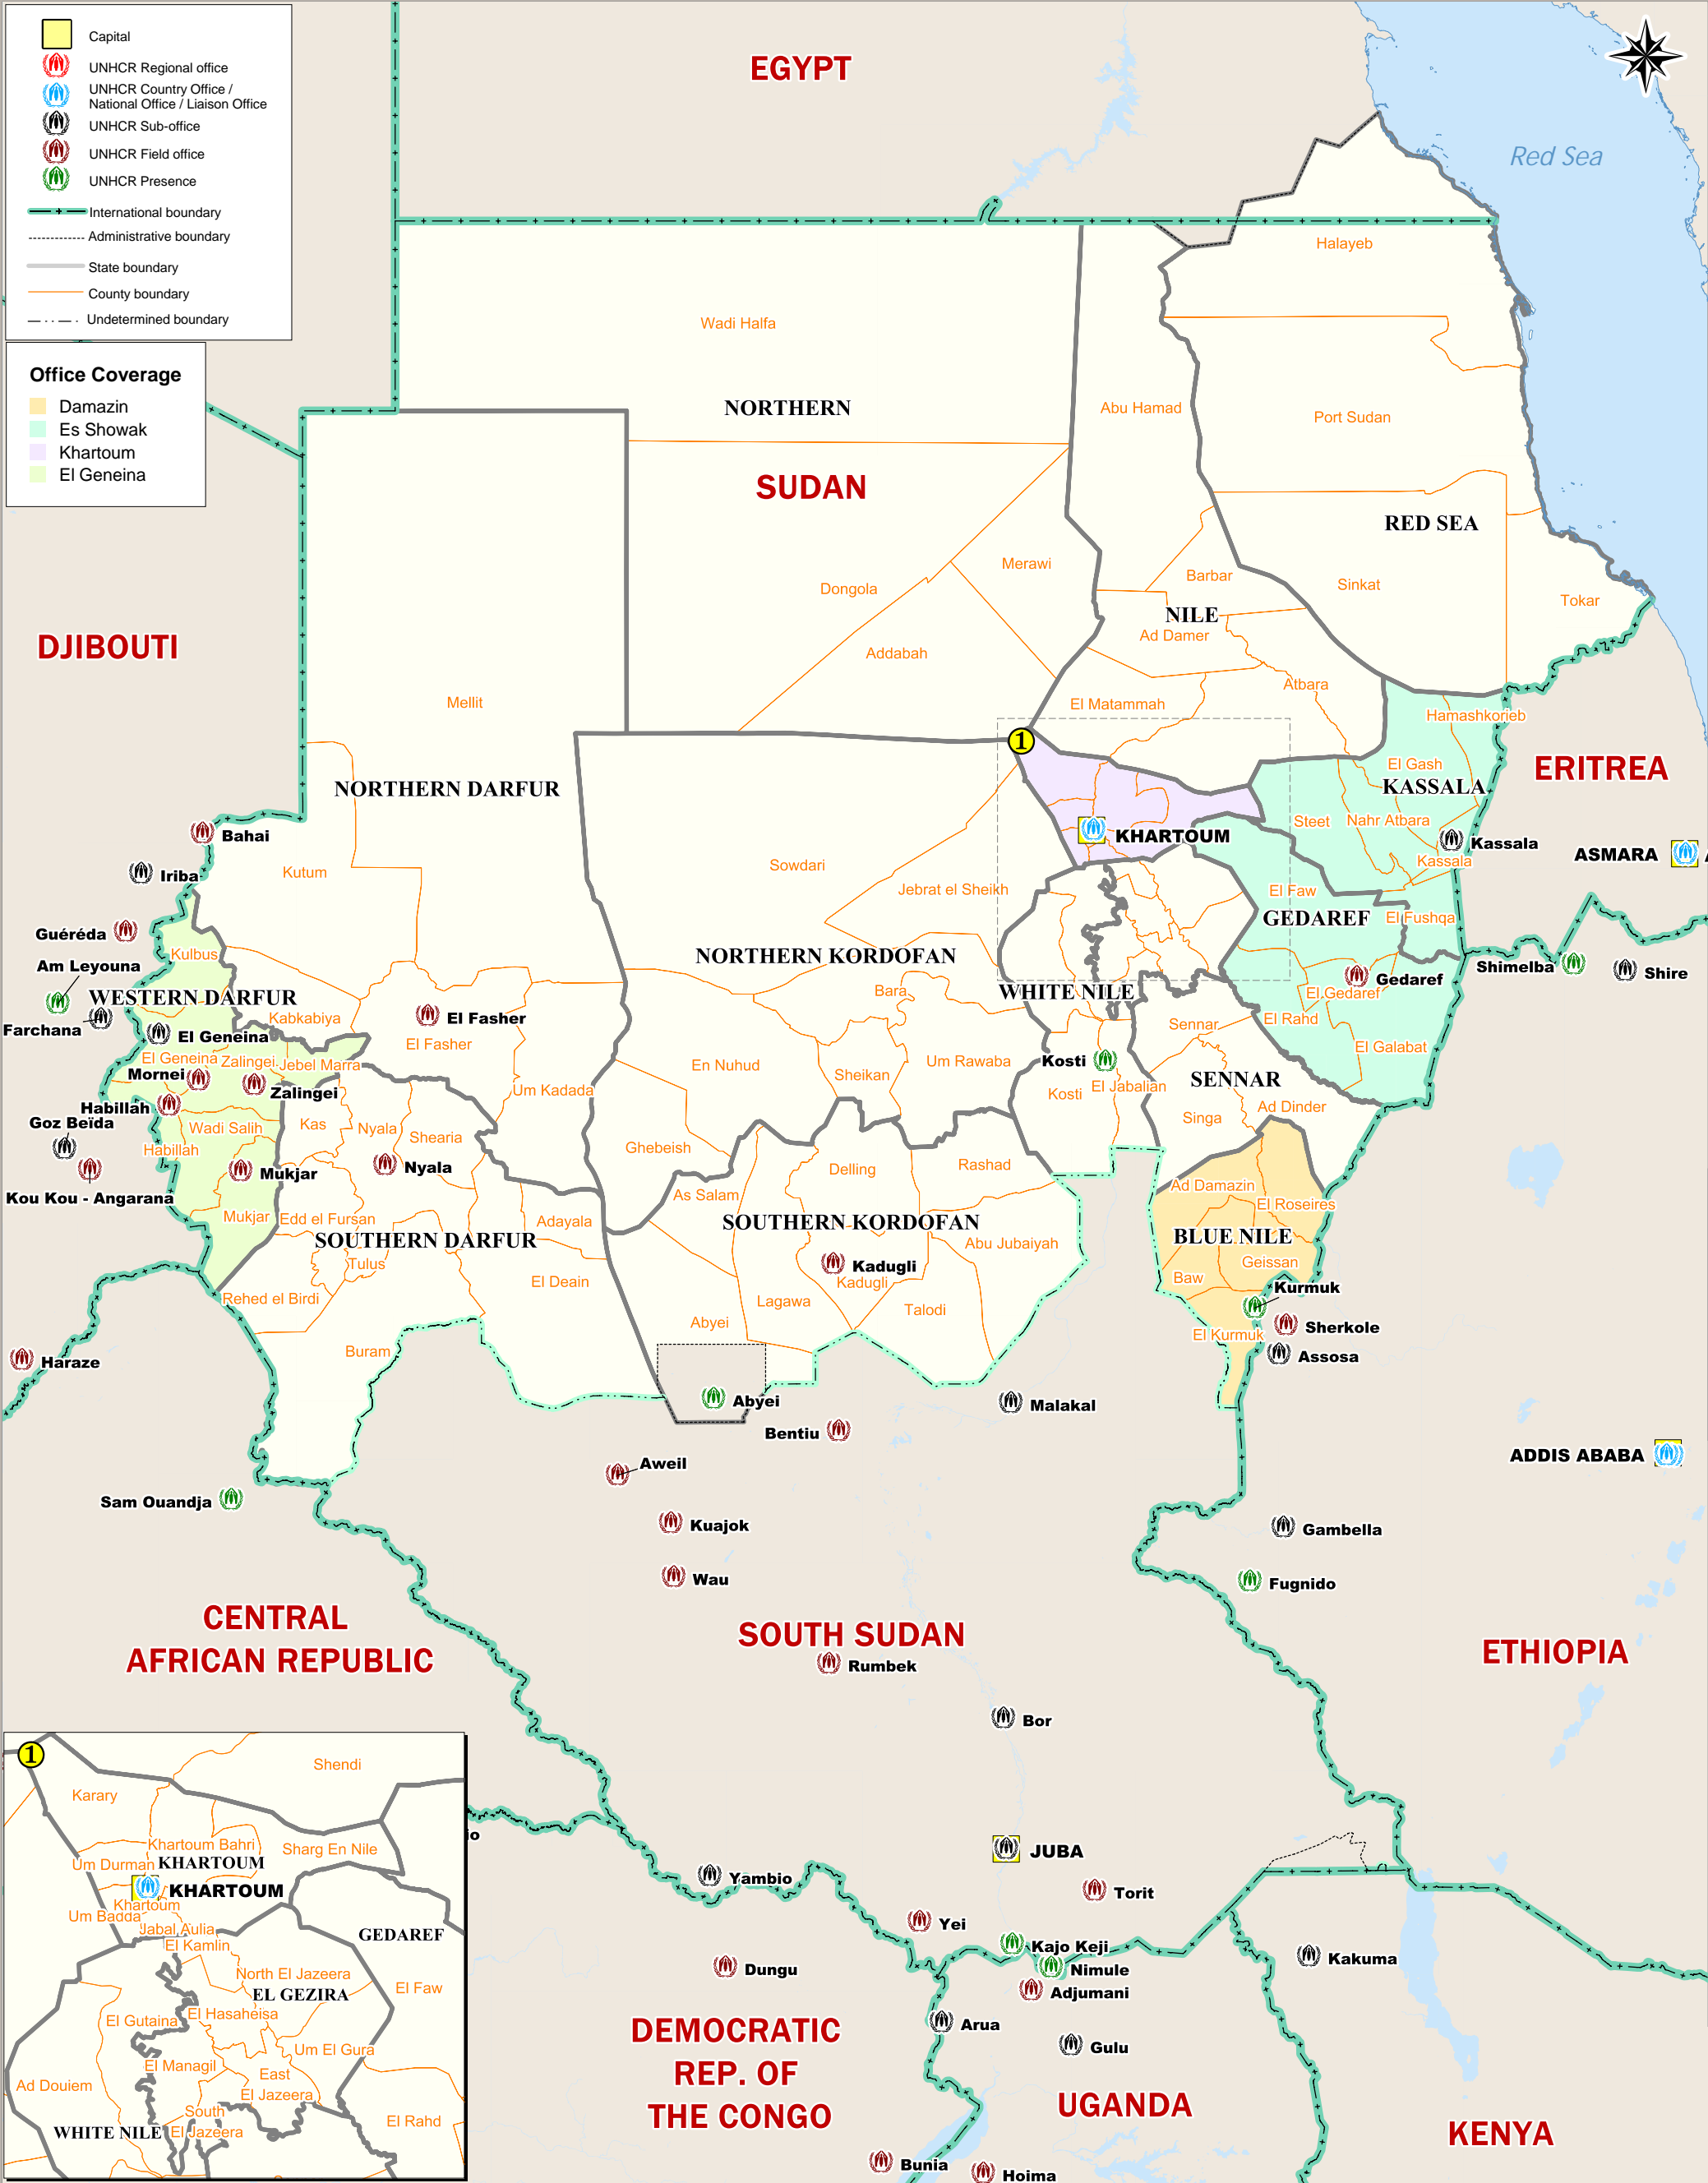 Capital
UNHCR Regional office
UNHCR Country Office /
National Office / Liaison Office
UNHCR Sub-office
UNHCR Field office
UNHCR Presence
International boundary
Administrative boundary
State boundary
County boundary
Undetermined boundary
Office Coverage
Damazin
Es Showak
Khartoum
El Geneina
EGYPT
Red Sea
Halayeb
Wadi Halfa
NORTHERN
Abu Hamad
Port Sudan
SUDAN
RED SEA
Merawi
Barbar
Dongola
Sinkat
Tokar
NILE
Ad Damer
DJIBOUTI
Addabah
Mellit
Atbara
El Matammah
Hamashkorieb
1
El Gash
ERITREA
KASSALA
NORTHERN DARFUR
Steet
Nahr Atbara
Bahai
KHARTOUM
Kassala
ASMARA
Kassala
Iriba
Kutum
Sowdari
Jebrat el Sheikh
El Faw
GEDAREF
El Fushqa
Guéréda
Kulbus
NORTHERN KORDOFAN
Am Leyouna
Shimelba
Shire
Gedaref
WESTERN DARFUR
Bara
WHITE NILE
El Gedaref
Farchana
Kabkabiya
El Fasher
El Rahd
Sennar
El Geneina
El Fasher
El Galabat
El Geneina
Zalingei
Jebel Marra
En Nuhud
Um Rawaba
Kosti
Mornei
Sheikan
SENNAR
Zalingei
Um Kadada
Kosti
El Jabalian
Habillah
Ad Dinder
Goz Beïda
Wadi Salih
Kas
Nyala
Shearia
Singa
Habillah
Ghebeish
Mukjar
Nyala
Delling
Rashad
Kou Kou - Angarana
As Salam
Ad Damazin
El Roseires
Mukjar
Edd el Fursan
Adayala
SOUTHERN KORDOFAN
SOUTHERN DARFUR
Abu Jubaiyah
BLUE NILE
Tulus
Kadugli
Geissan
El Deain
Kadugli
Baw
Kurmuk
Rehed el Birdi
Lagawa
Talodi
Abyei
Sherkole
El Kurmuk
Buram
Assosa
Haraze
Abyei
Malakal
Bentiu
ADDIS ABABA
Aweil
Sam Ouandja
Kuajok
Gambella
Wau
Fugnido
CENTRAL
AFRICAN REPUBLIC
SOUTH SUDAN
ETHIOPIA
Rumbek
Bor
1
Shendi
Karary
Khartoum Bahri
Sharg En Nile
Um Durman
KHARTOUM
KHARTOUM
Khartoum
Um Badda
Jabal Aulia
GEDAREF
El Kamlin
North El Jazeera
El Faw
EL GEZIRA
El Hasaheisa
El Gutaina
Um El Gura
El Managil
East
El Jazeera
Ad Douiem
South
El Jazeera
El Rahd
WHITE NILE
io
JUBA
Yambio
Torit
Yei
Kajo Keji
Kakuma
Dungu
Nimule
Adjumani
Arua
DEMOCRATIC
REP. OF
THE CONGO
Gulu
UGANDA
KENYA
Bunia
Hoima